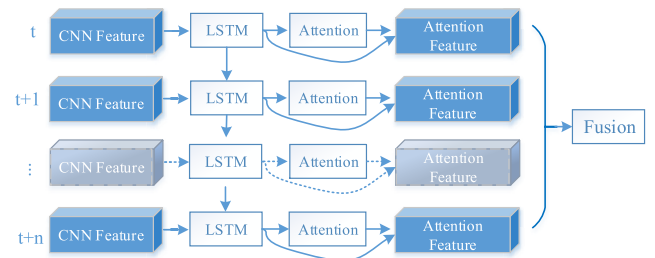 t
CNN Feature
LSTM
Attention
Attention
Feature
t+1
CNN Feature
LSTM
Attention
Attention
Feature
Fusion
⋮
CNN Feature
LSTM
Attention
Attention
Feature
t+n
CNN Feature
LSTM
Attention
Attention
Feature